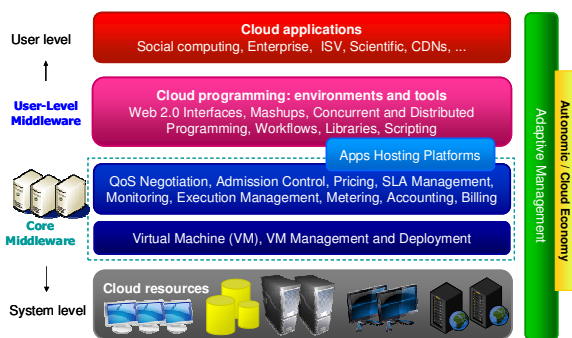 Cloud applications
Social computing, Enterprise, ISV, Scientific, CDNs, ...
User level
Cloud programming: environments and tools
Web 2.0 Interfaces, Mashups, Concurrent and Distributed
Programming, Workflows, Libraries, Scripting
User-Level
Middleware
Apps Hosting Platforms
QoS Negotiation, Admission Control, Pricing, SLA Management,
Monitoring, Execution Management, Metering, Accounting, Billing
Core
Middleware
Virtual Machine (VM), VM Management and Deployment
Cloud resources
System level
Adaptive Management
Autonomic / Cloud Economy